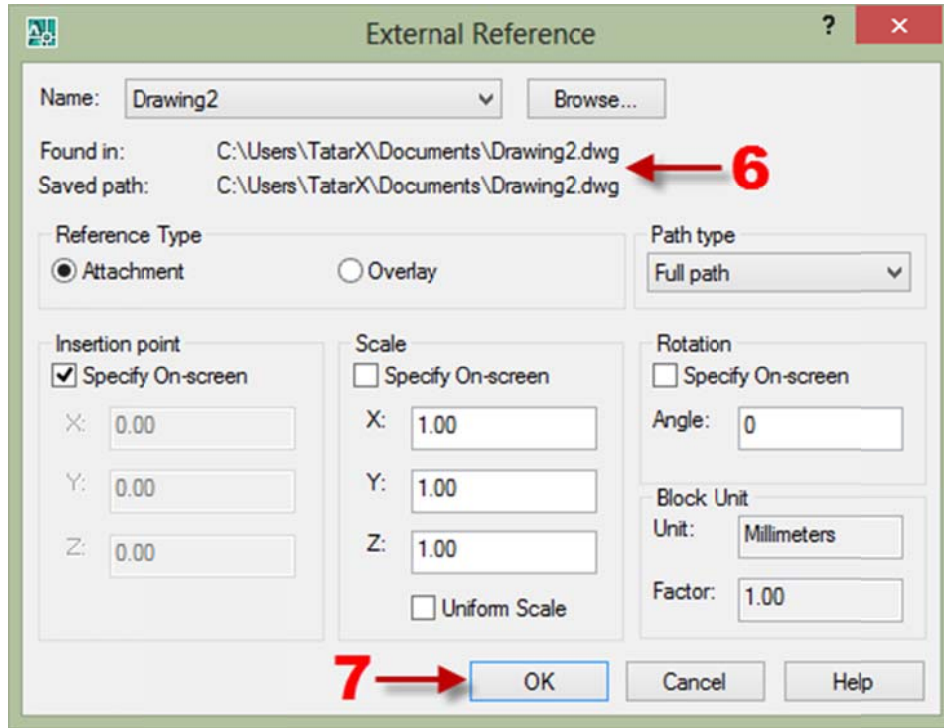 External Reference
?
×
Name: Drawing2 Browse...
Found in: C:\Users\TatarX\Documents\Drawing2.dwg
Saved path: C:\Users\TatarX\Documents\Drawing2.dwg
6
Reference Type
Attachment Overlay
Path type
Full path
Insertion point
Specify On-screen
X: 0.00
Y: 0.00
Z: 0.00
Scale
Specify On-screen
X: 1.00
Y: 1.00
Z: 1.00
Uniform Scale
Rotation
Specify On-screen
Angle: 0
Block Unit
Unit: Millimeters
Factor: 1.00
7 OK Cancel Help